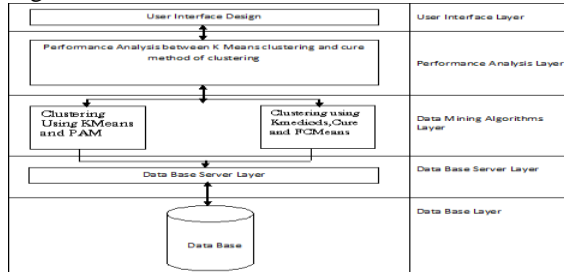 User Interface Design
User Interface Layer
Performance Analysis between K Means clustering and cure
method of clustering
Performance Analysis Layer
Clustering
Using KMeans
and PAM
Clustering using
Kmediods,Cure
and FCMeans
Data Mining Algorithms
Layer
Data Base Server Layer
Data Base Server Layer
Data Base Layer
Data Base